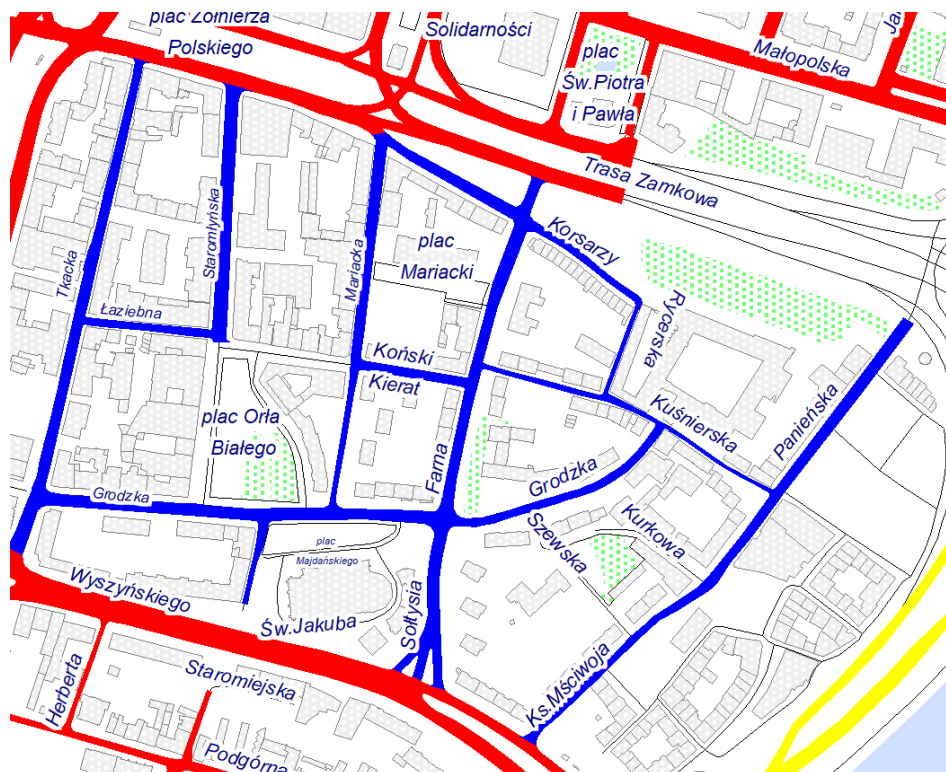 plac Żołnierza
Polskiego
Solidarności
plac
Św.Piotra
i Pawła
Małopolska
Trasa Zamkowa
Korsarzy
plac
Mariacki
Mariacka
Staromłyńska
Tkacka
Łaziebna
Koński
Kierat
Rycerska
Kuśnierska
Panieńska
plac Orła
Białego
Farna
Grodzka
Grodzka
Szewska
Kurkowa
plac
Majdańskiego
Wyszyńskiego
Św.Jakuba
Sołtysia
Ks.Mściwoja
Staromiejska
Herberta
Podgórna